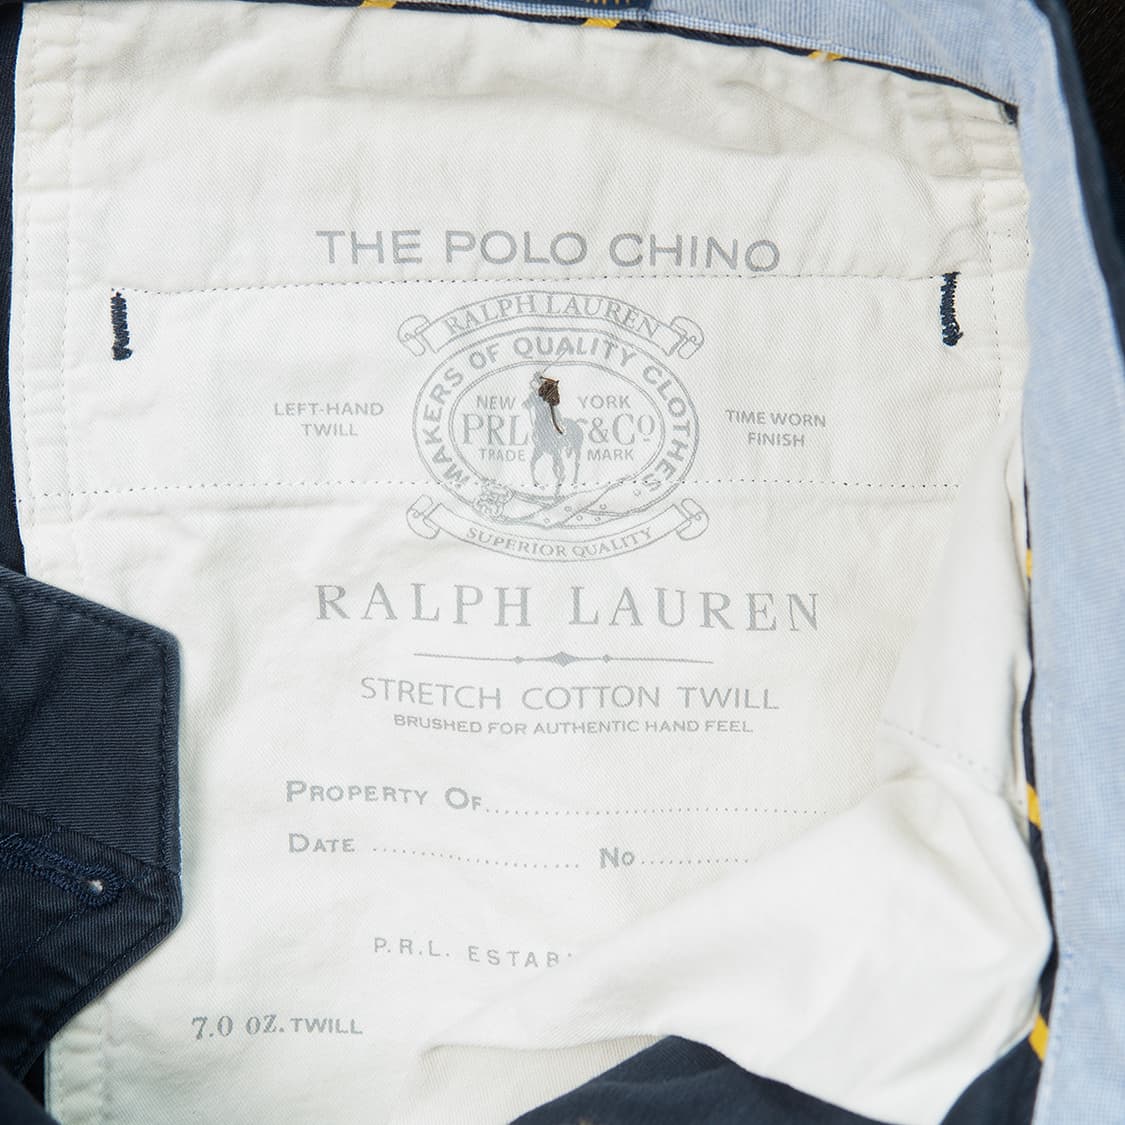 THE POLO CHINO
RALPH LAUREN
MAKERS OF QUALITY CLOTHES
LEFT-HAND
TWILL
NEW YORK
PRL &Co
TRADE MARK
TIME WORN
FINISH
SUPERIOR QUALITY
RALPH LAUREN
STRETCH COTTON TWILL
BRUSHED FOR AUTHENTIC HAND FEEL
PROPERTY OF
DATE No
P.R.L.
7.0 OZ. TWILL